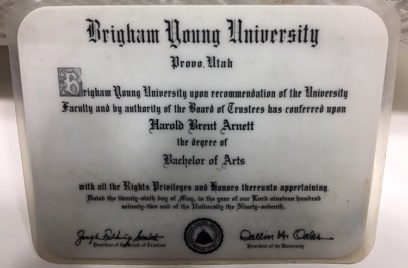 Brigham Young University
Provo, Utah
Brigham Young University upon recommendation of the University
Faculty and by authority of the Board of Trustees has conferred upon
Harold Brent Arnett
the degree of
Bachelor of Arts
with all the Rights Privileges and Honors thereunto appertaining.
Dated the twenty-sixth day of May, in the year of our Lord nineteen hundred
seventy-two and of the University the Ninety-seventh.
Joseph Fielding Smith
President of the Board of Trustees
Dallin H. Oaks
President of the University